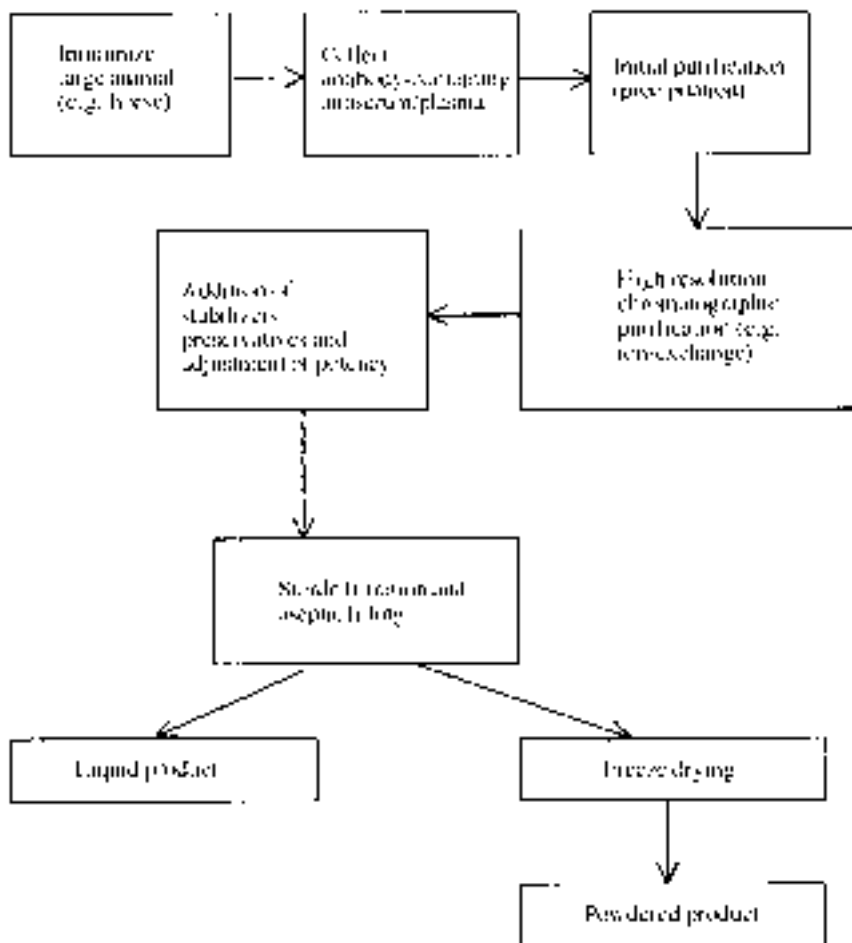 Immunize
large animal
(e.g. horse)
Collect
antibody-containing
antiserum/plasma
Initial purification
(precipitation)
High resolution
chromatographic
purification (e.g.
ion-exchange)
Addition of
stabilizers
preservatives and
adjustment of potency
Sterile filtration and
aseptic filling
Liquid product
Freeze drying
Powdered product